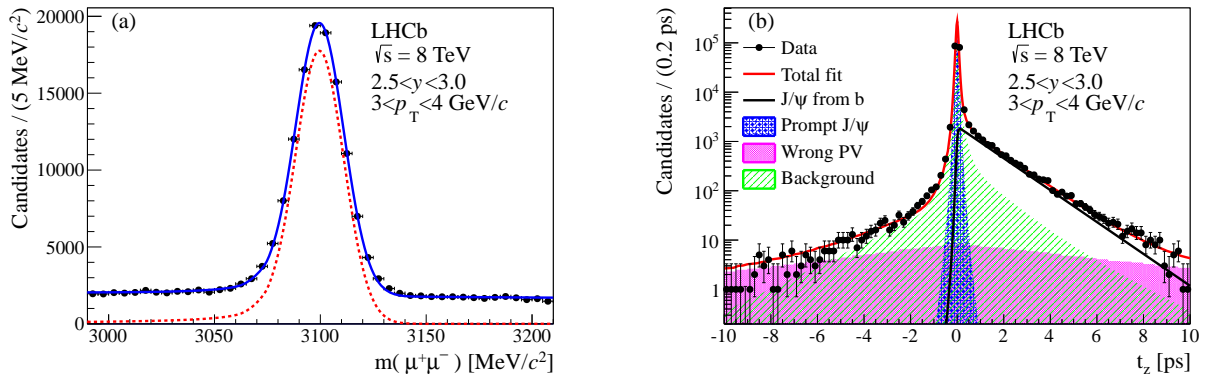 (a)
LHCb
√s = 8 TeV
2.5<y<3.0
3<p_T<4 GeV/c
Candidates / (5 MeV/c²)
20000
15000
10000
5000
0
3000
3050
3100
3150
3200
m( μ⁺μ⁻ ) [MeV/c²]
(b)
Data
Total fit
J/ψ from b
Prompt J/ψ
Wrong PV
Background
LHCb
√s = 8 TeV
2.5<y<3.0
3<p_T<4 GeV/c
Candidates / (0.2 ps)
10⁵
10⁴
10³
10²
10
1
-10
-8
-6
-4
-2
0
2
4
6
8
10
t_z [ps]